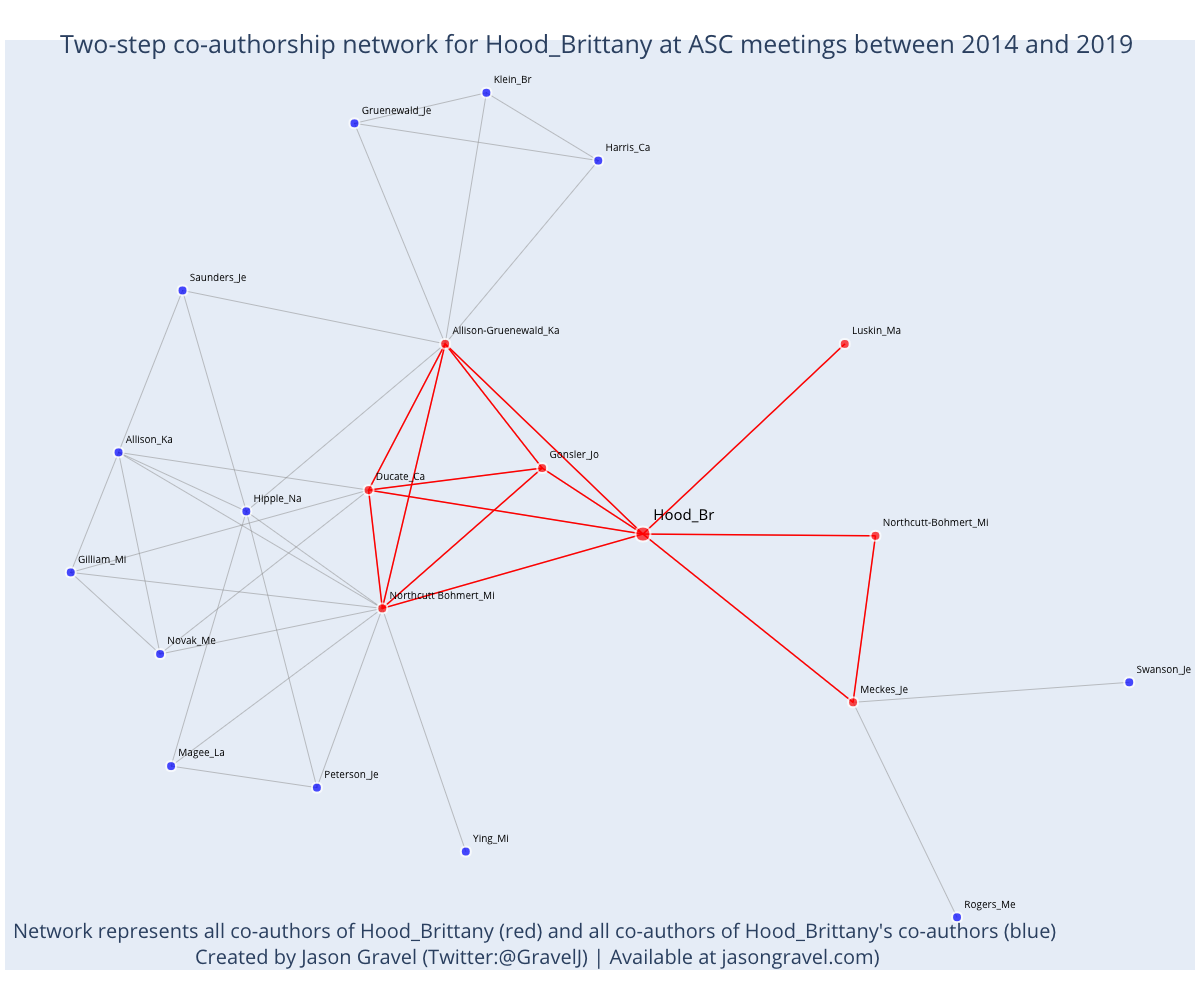 Two-step co-authorship network for Hood_Brittany at ASC meetings between 2014 and 2019
Klein_Br
Gruenewald_Je
Harris_Ca
Saunders_Je
Allison-Gruenewald_Ka
Luskin_Ma
Allison_Ka
Gonsler_Jo
Ducate_Ca
Hipple_Na
Hood_Br
Northcutt-Bohmert_Mi
Gilliam_Mi
Northcutt Bohmert_Mi
Novak_Me
Swanson_Je
Meckes_Je
Magee_La
Peterson_Je
Ying_Mi
Rogers_Me
Network represents all co-authors of Hood_Brittany (red) and all co-authors of Hood_Brittany's co-authors (blue)
Created by Jason Gravel (Twitter:@GravelJ) | Available at jasongravel.com)